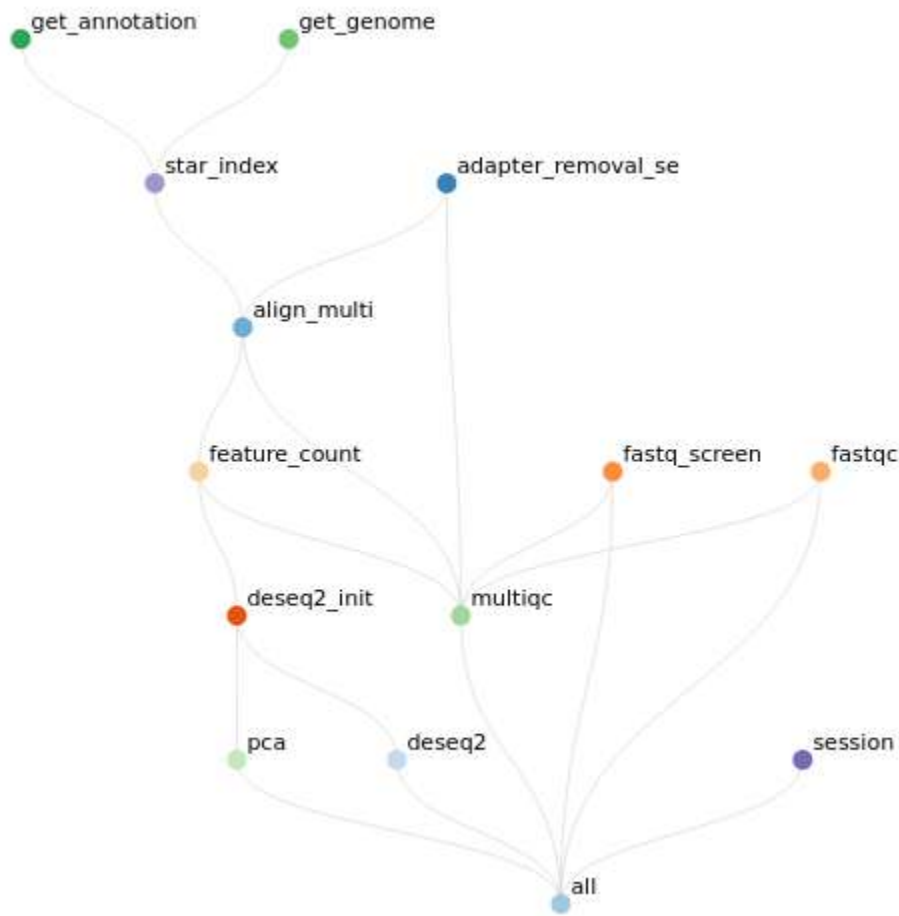 get_annotation
get_genome
star_index
adapter_removal_se
align_multi
feature_count
fastq_screen
fastqc
deseq2_init
multiqc
pca
deseq2
session
all